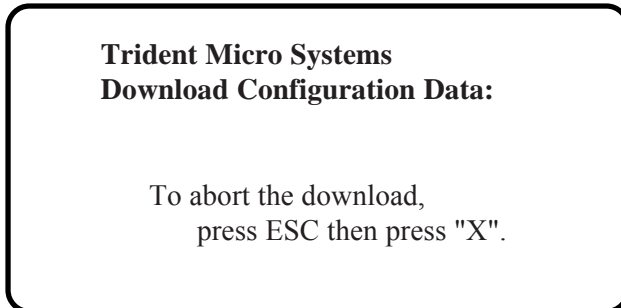 Trident Micro Systems
Download Configuration Data:
To abort the download,
press ESC then press "X".